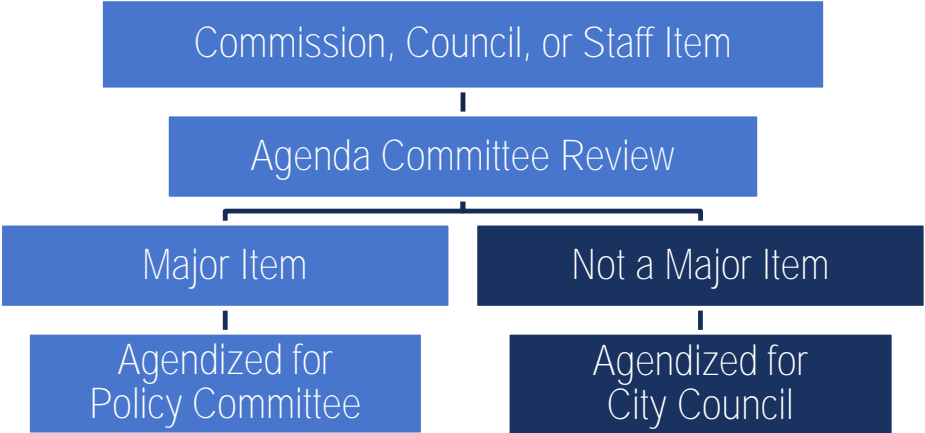 Commission, Council, or Staff Item
Agenda Committee Review
Major Item
Not a Major Item
Agendized for
Policy Committee
Agendized for
City Council